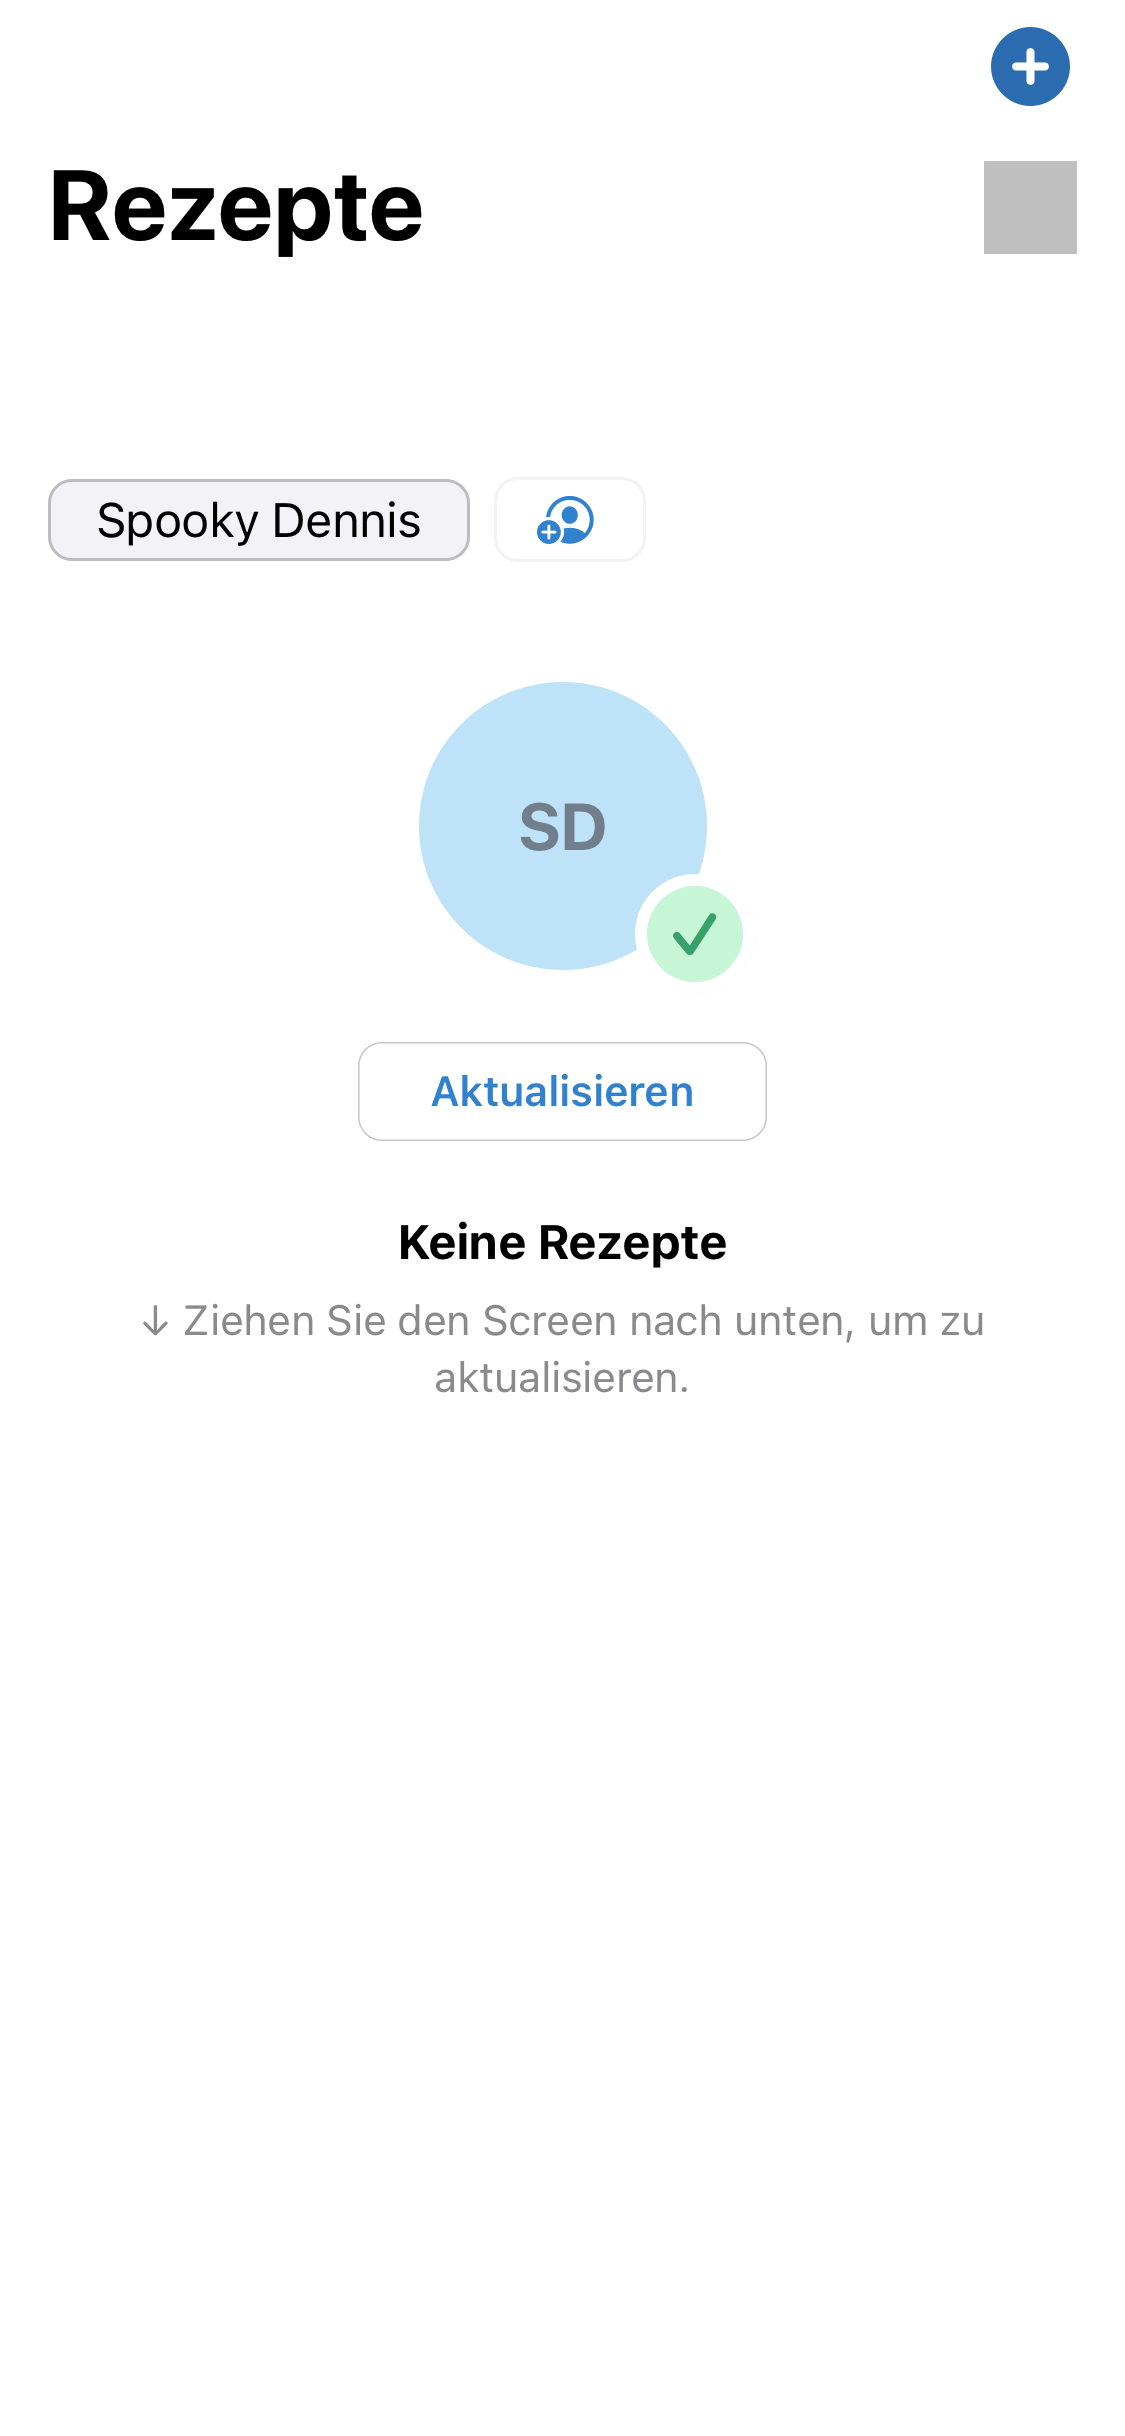 Rezepte
Spooky Dennis
SD
Aktualisieren
Keine Rezepte
↓ Ziehen Sie den Screen nach unten, um zu
aktualisieren.